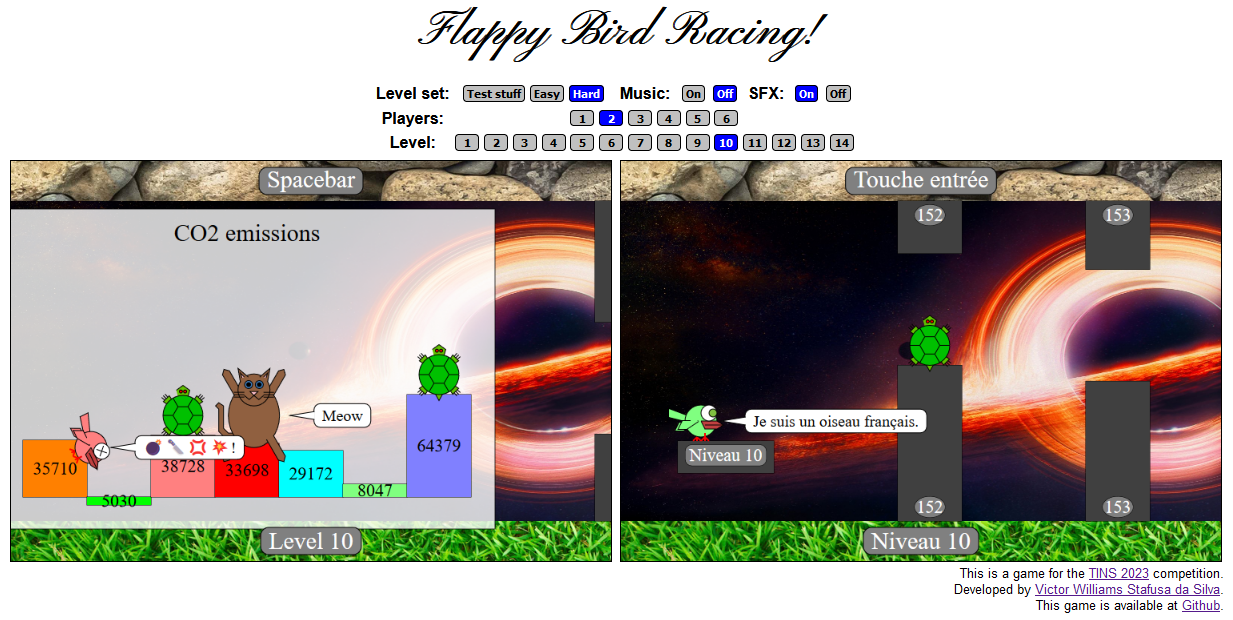 Flappy Bird Racing!
Level set: Test stuff Easy Hard Music: On Off SFX: On Off
Players: 1 2 3 4 5 6
Level: 1 2 3 4 5 6 7 8 9 10 11 12 13 14
Spacebar
CO2 emissions
Meow
!
35710
5030
38728
33698
29172
8047
64379
Level 10
Touche entrée
152
153
Je suis un oiseau français.
Niveau 10
152
153
Niveau 10
This is a game for the TINS 2023 competition.
Developed by Victor Williams Stafusa da Silva.
This game is available at Github.